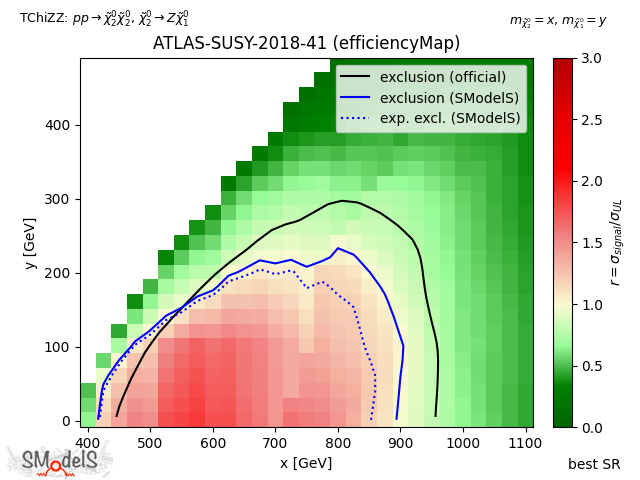 TChiZZ: pp → χ̃⁰₂χ̃⁰₂, χ̃⁰₂ → Zχ̃⁰₁
m_χ̃⁰₂ = x, m_χ̃⁰₁ = y
ATLAS-SUSY-2018-41 (efficiencyMap)
exclusion (official)
exclusion (SModelS)
exp. excl. (SModelS)
y [GeV]
400
300
200
100
0
400 500 600 700 800 900 1000 1100
x [GeV]
3.0
2.5
2.0
1.5
1.0
0.5
0.0
r = σ_signal/σ_UL
best SR
SModelS